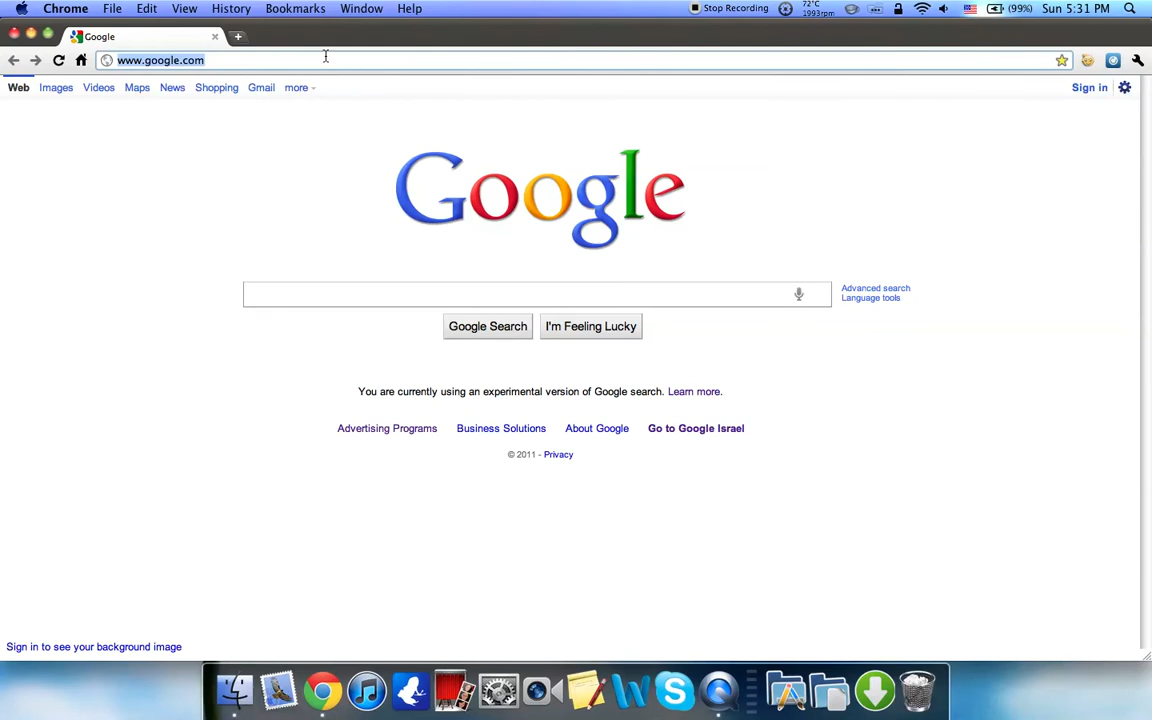 Chrome File Edit View History Bookmarks Window Help Stop Recording 72°C 1993rpm (99%) Sun 5:31 PM
Google
www.google.com
Web Images Videos Maps News Shopping Gmail more Sign in
Google
Advanced search
Language tools
Google Search I'm Feeling Lucky
You are currently using an experimental version of Google search. Learn more.
Advertising Programs Business Solutions About Google Go to Google Israel
© 2011 - Privacy
Sign in to see your background image